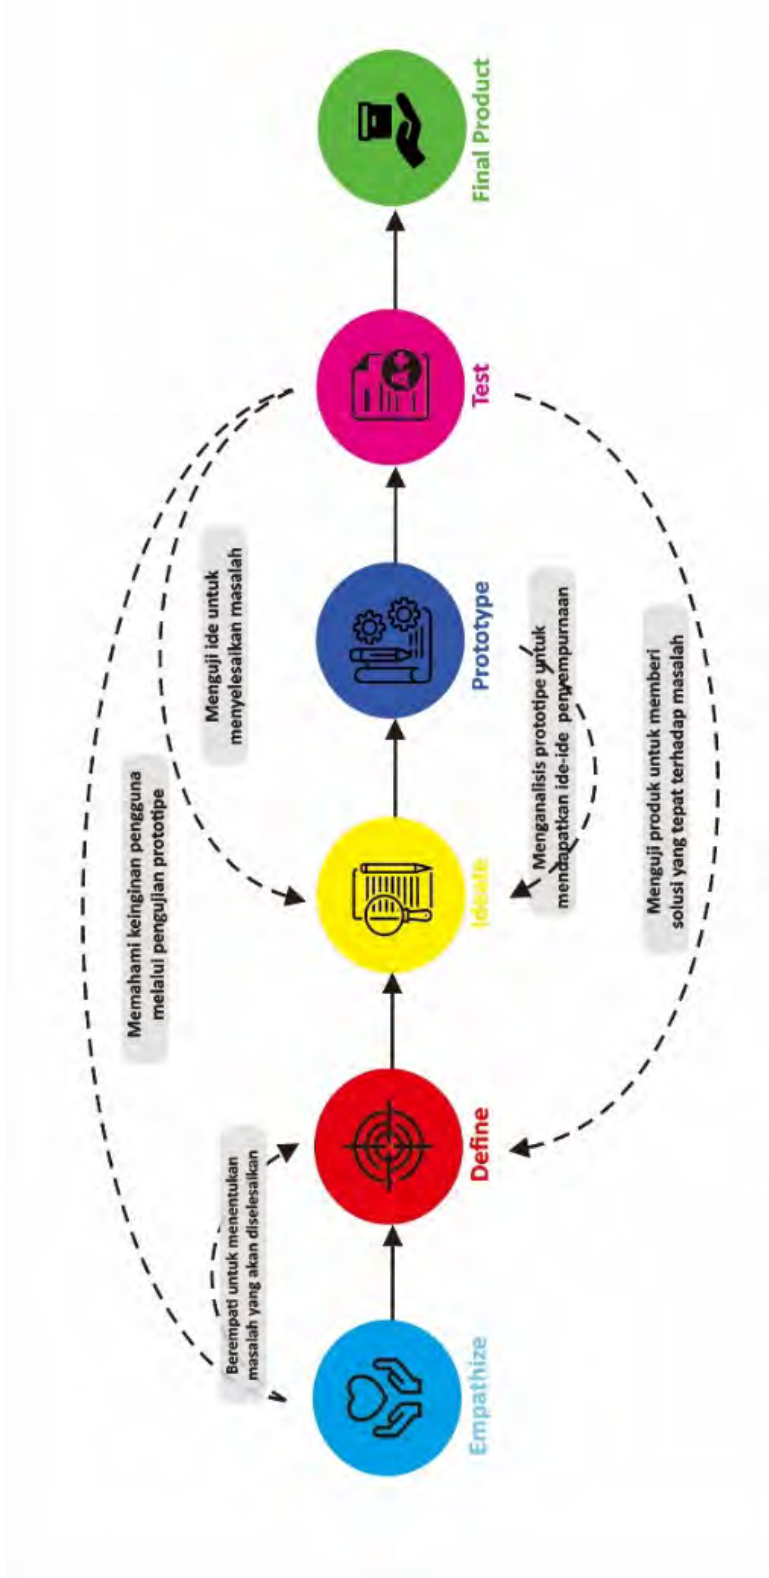 Memahami keinginan pengguna
melalui pengujian prototipe
Menguji ide untuk
menyelesaikan masalah
Berempati untuk menentukan
masalah yang akan diselesaikan
Empathize
Define
Ideate
Prototype
Test
Final Product
A+
Menganalisis prototipe untuk
mendapatkan ide-ide penyempurnaan
Menguji produk untuk memberi
solusi yang tepat terhadap masalah